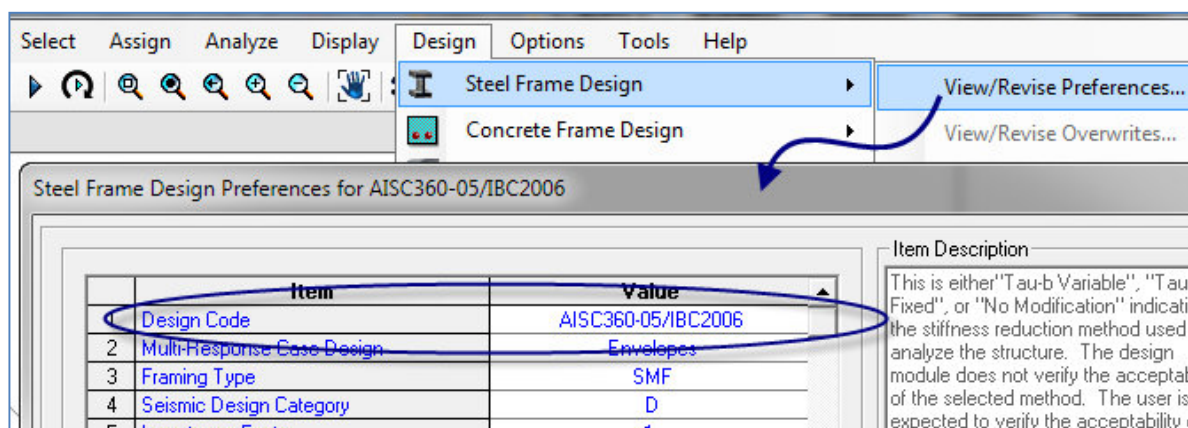 Select Assign Analyze Display Design Options Tools Help
Steel Frame Design
View/Revise Preferences...
Concrete Frame Design
View/Revise Overwrites...
Steel Frame Design Preferences for AISC360-05/IBC2006
Item Description
Item Value
1 Design Code AISC360-05/IBC2006
2 Multi-Response Case Design Envelopes
3 Framing Type SMF
4 Seismic Design Category D
This is either "Tau-b Variable", "Tau
Fixed", or "No Modification" indicati
the stiffness reduction method used
analyze the structure. The design
module does not verify the acceptab
of the selected method. The user is
expected to verify the acceptability